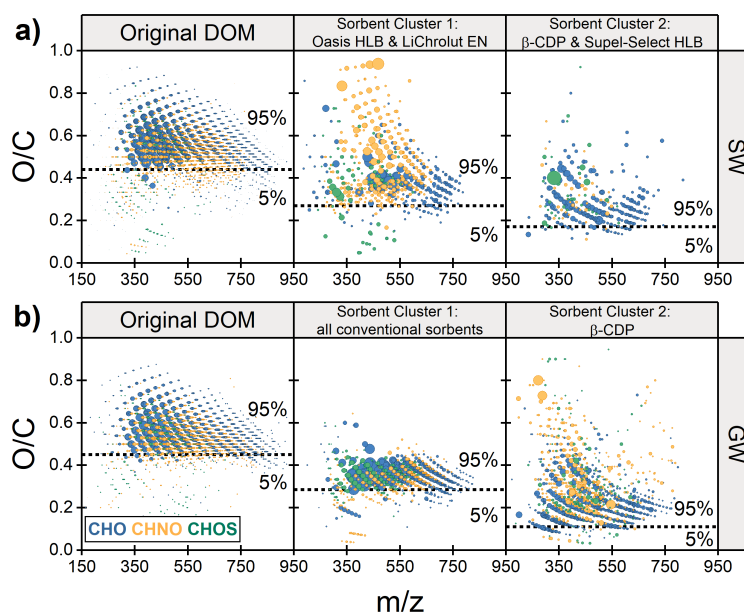 a)
Original DOM
Sorbent Cluster 1:
Oasis HLB & LiChrolut EN
Sorbent Cluster 2:
β-CDP & Supel-Select HLB
SW
O/C
1.0
0.8
0.6
0.4
0.2
0.0
95%
5%
95%
5%
95%
5%
150 350 550 750 950 350 550 750 950 350 550 750 950
b)
Original DOM
Sorbent Cluster 1:
all conventional sorbents
Sorbent Cluster 2:
β-CDP
GW
O/C
1.0
0.8
0.6
0.4
0.2
0.0
95%
5%
95%
5%
95%
5%
CHO CHNO CHOS
150 350 550 750 950 350 550 750 950 350 550 750 950
m/z